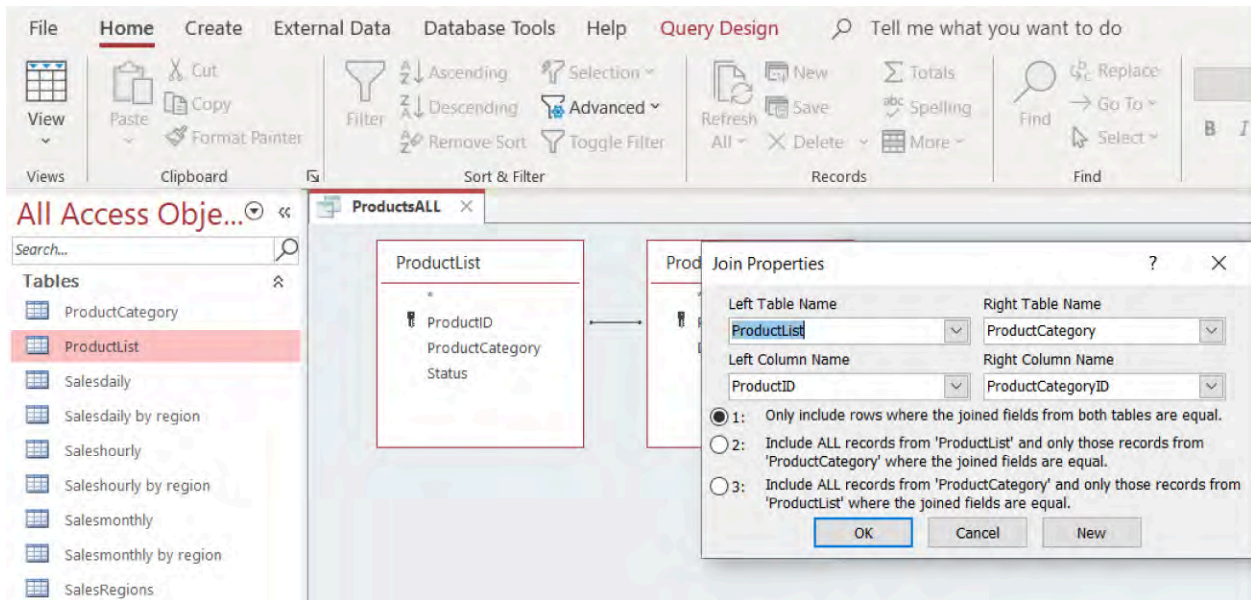 File Home Create External Data Database Tools Help Query Design Tell me what you want to do
View
Paste
Cut
Copy
Format Painter
Filter
Ascending
Descending
Remove Sort
Selection
Advanced
Toggle Filter
Refresh
All
New
Save
Delete
Totals
Spelling
More
Find
Replace
Go To
Select
B I
Views Clipboard Sort & Filter Records Find
All Access Obje...
Search...
Tables
ProductCategory
ProductList
Salesdaily
Salesdaily by region
Saleshourly
Saleshourly by region
Salesmonthly
Salesmonthly by region
SalesRegions
ProductsALL
ProductList
*
ProductID
ProductCategory
Status
Prod
Join Properties ?
Left Table Name Right Table Name
ProductList ProductCategory
Left Column Name Right Column Name
ProductID ProductCategoryID
1: Only include rows where the joined fields from both tables are equal.
2: Include ALL records from 'ProductList' and only those records from
'ProductCategory' where the joined fields are equal.
3: Include ALL records from 'ProductCategory' and only those records from
'ProductList' where the joined fields are equal.
OK Cancel New